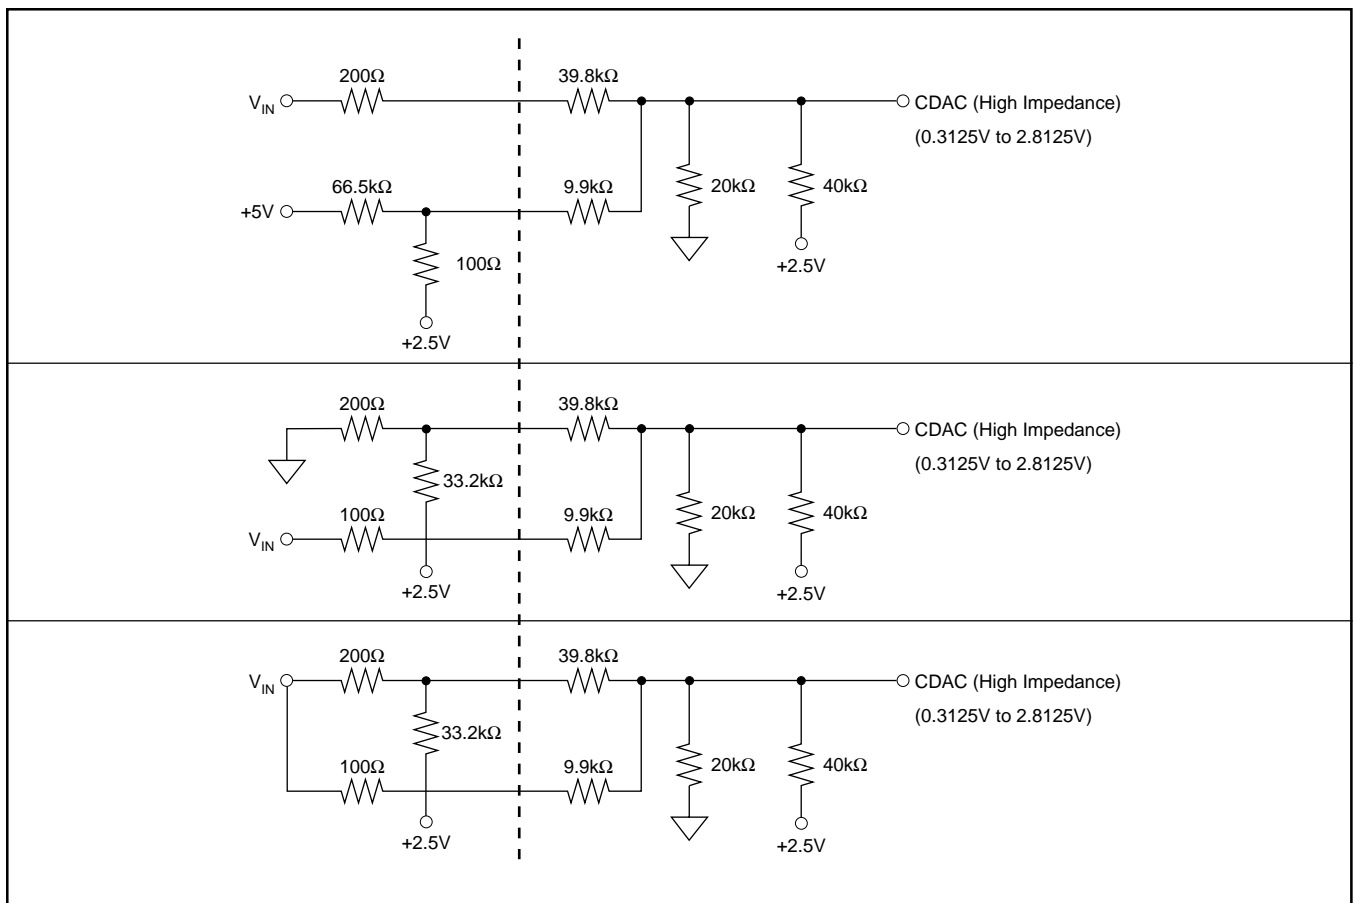 200Ω
39.8kΩ
VIN
CDAC (High Impedance)
(0.3125V to 2.8125V)
66.5kΩ
9.9kΩ
20kΩ
40kΩ
+5V
100Ω
+2.5V
+2.5V
200Ω
39.8kΩ
CDAC (High Impedance)
(0.3125V to 2.8125V)
33.2kΩ
100Ω
9.9kΩ
20kΩ
40kΩ
VIN
+2.5V
+2.5V
200Ω
39.8kΩ
VIN
CDAC (High Impedance)
(0.3125V to 2.8125V)
33.2kΩ
100Ω
9.9kΩ
20kΩ
40kΩ
+2.5V
+2.5V